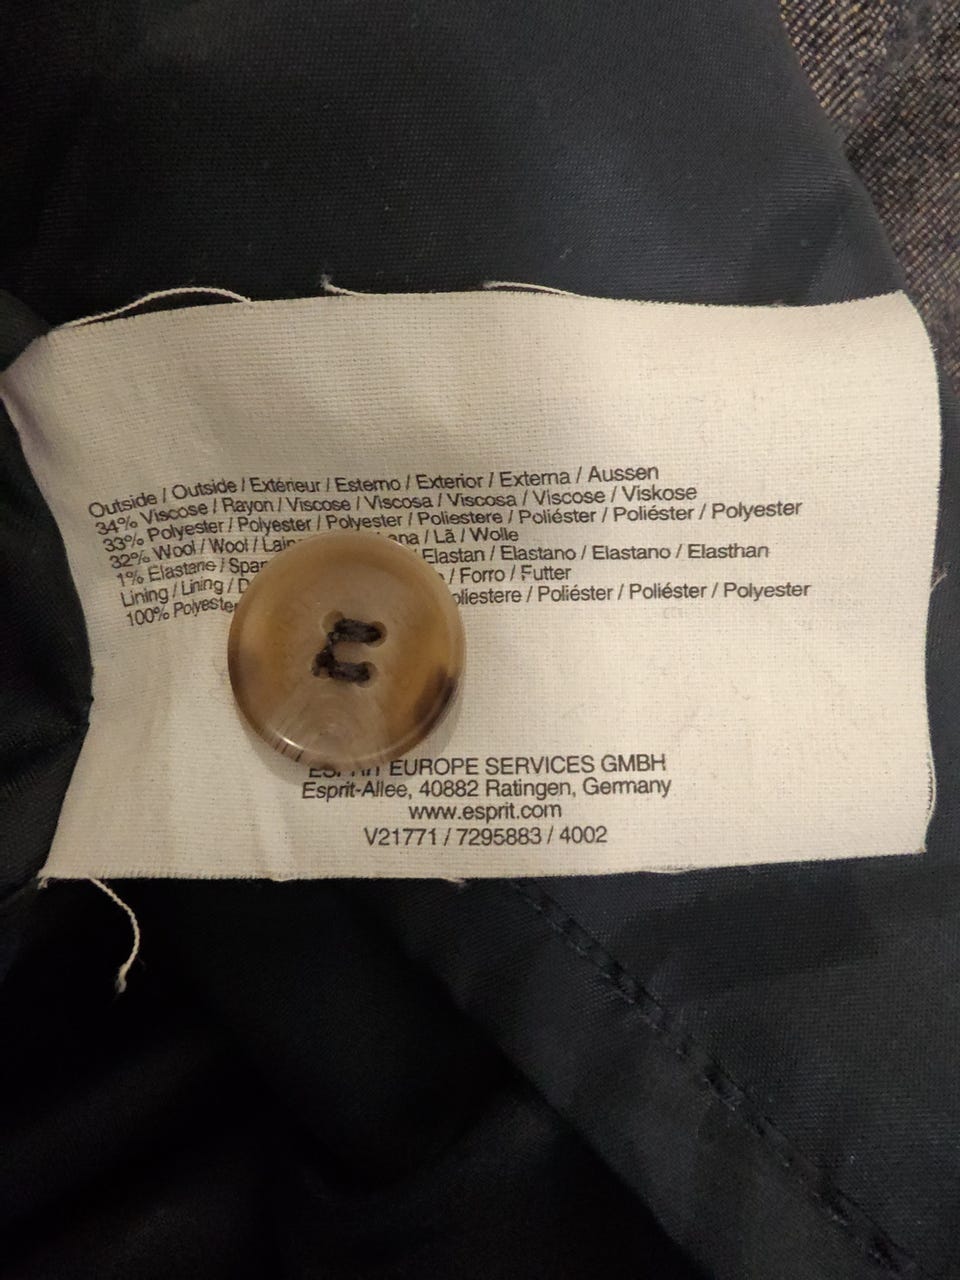 Outside / Outside / Extérieur / Esterno / Exterior / Externa / Aussen
34% Viscose / Rayon / Viscose / Viscosa / Viscosa / Viscose / Viskose
33% Polyester / Polyester / Polyester / Poliestere / Poliéster / Poliéster / Polyester
32% Wool / Wool / / Lã / Wolle
1% Elastane / Elastan / Elastano / Elastano / Elasthan
Lining / Lining / / Forro / Futter
100% Polyester / Poliéster / Poliéster / Polyester
EUROPE SERVICES GMBH
Esprit-Allee, 40882 Ratingen, Germany
www.esprit.com
V21771 / 7295883 / 4002